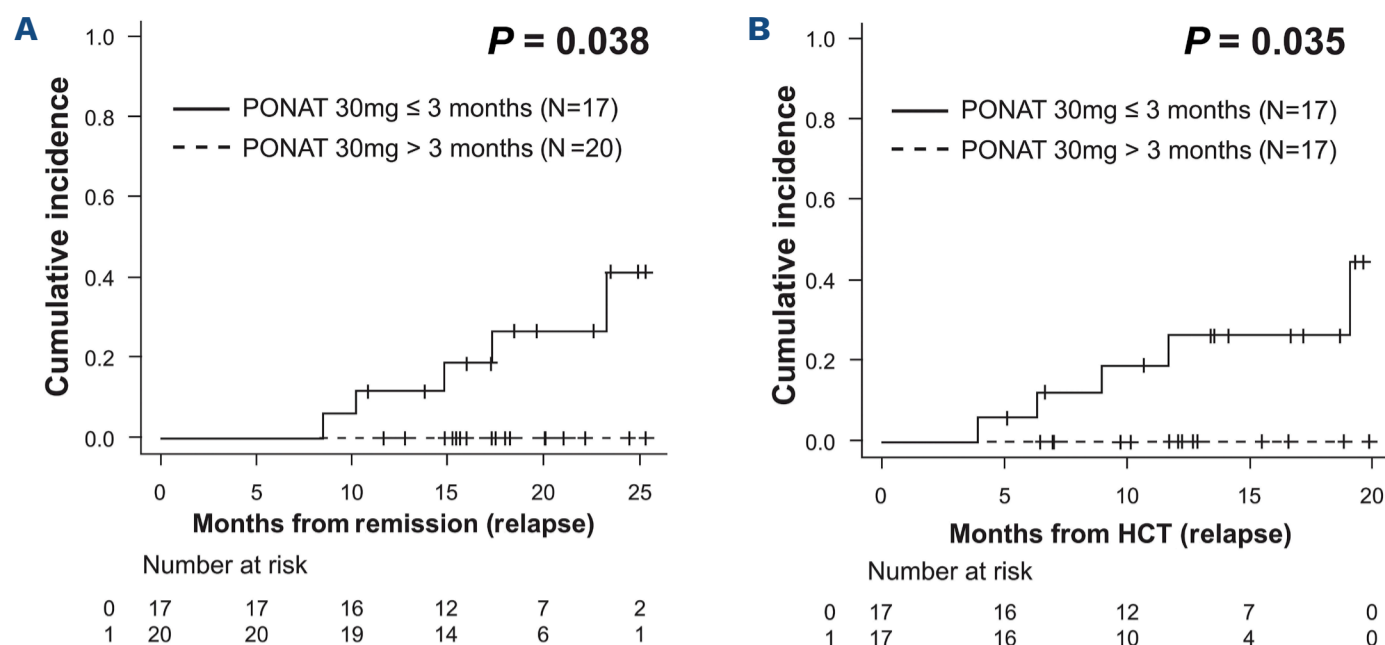 A
P = 0.038
Cumulative incidence
1.0
0.8
0.6
0.4
0.2
0.0
PONAT 30mg ≤ 3 months (N=17)
PONAT 30mg > 3 months (N =20)
0 5 10 15 20 25
Months from remission (relapse)
Number at risk
0 17 17 16 12 7 2
1 20 20 19 14 6 1
B
P = 0.035
Cumulative incidence
1.0
0.8
0.6
0.4
0.2
0.0
PONAT 30mg ≤ 3 months (N=17)
PONAT 30mg > 3 months (N=17)
0 5 10 15 20
Months from HCT (relapse)
Number at risk
0 17 16 12 7 0
1 17 16 10 4 0